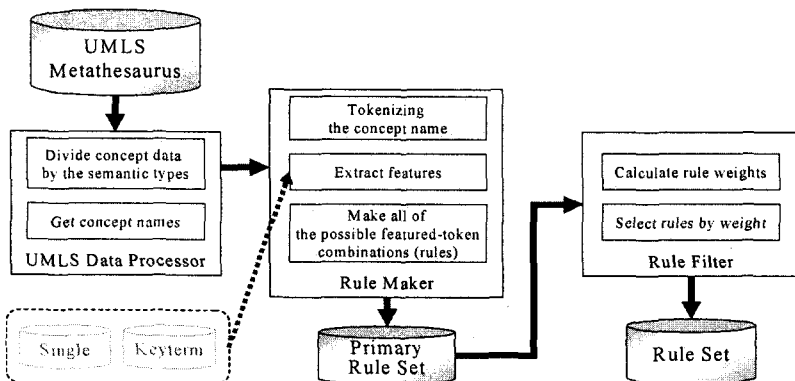 UMLS
Metathesaurus
Divide concept data
by the semantic types
Get concept names
UMLS Data Processor
Single
Keyterm
Tokenizing
the concept name
Extract features
Make all of
the possible featured-token
combinations (rules)
Rule Maker
Primary
Rule Set
Calculate rule weights
Select rules by weight
Rule Filter
Rule Set